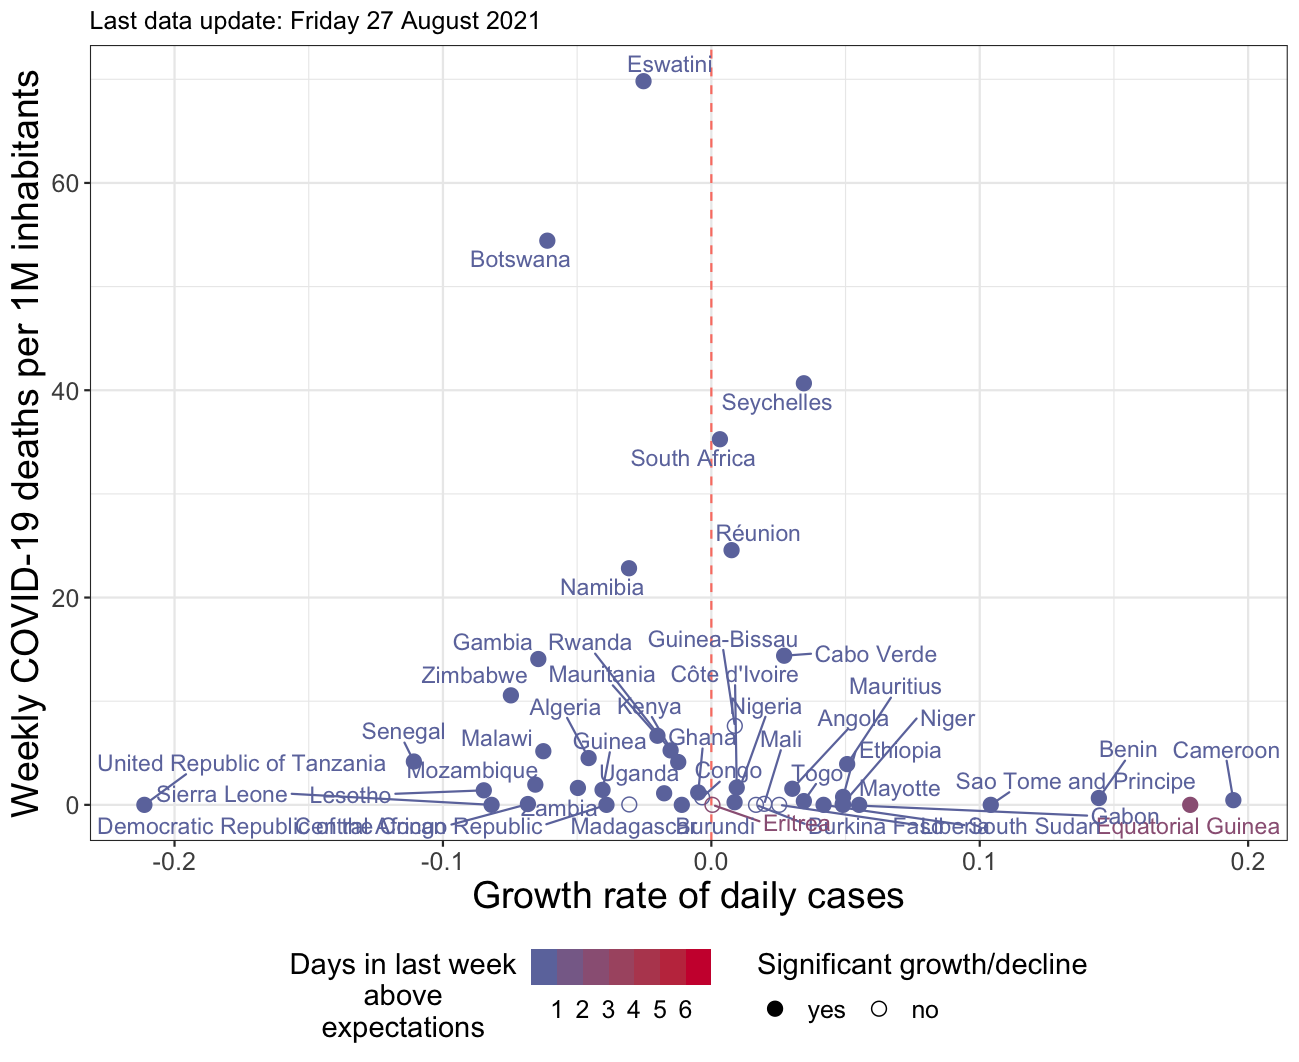 Last data update: Friday 27 August 2021
Weekly COVID-19 deaths per 1M inhabitants
60
40
20
0
Eswatini
Botswana
Seychelles
South Africa
Réunion
Namibia
Gambia
Rwanda
Guinea-Bissau
Cabo Verde
Zimbabwe
Mauritania
Côte d'Ivoire
Mauritius
Algeria
Kenya
Nigeria
Angola
Niger
Senegal
Malawi
Guinea
Ghana
Mali
Ethiopia
Benin
Cameroon
United Republic of Tanzania
Mozambique
Uganda
Congo
Togo
Sao Tome and Principe
Sierra Leone
Lesotho
Mayotte
Zambia
Gabon
Democratic Republic of the Congo
Central African Republic
Madagascar
Burundi
Eritrea
Burkina Faso
Liberia
South Sudan
Equatorial Guinea
-0.2
-0.1
0.0
0.1
0.2
Growth rate of daily cases
Days in last week
above
expectations
1 2 3 4 5 6
Significant growth/decline
yes
no